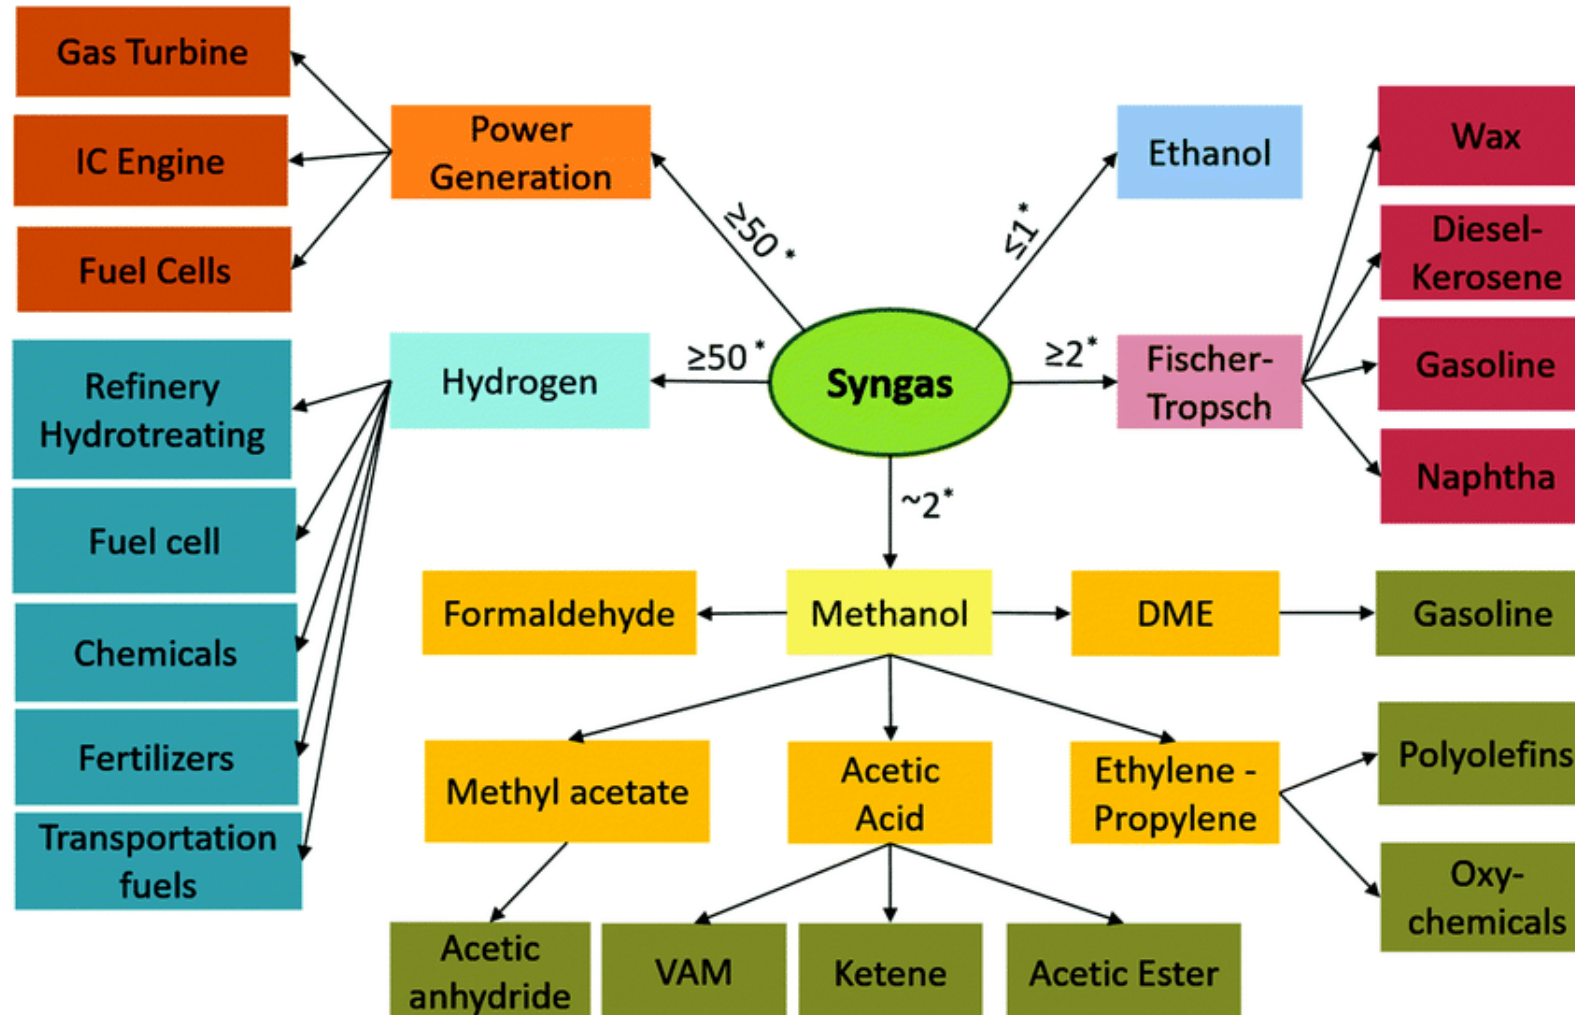 Gas Turbine
IC Engine
Fuel Cells
Power
Generation
≥50 *
≤1*
Ethanol
Wax
Diesel-
Kerosene
Gasoline
Naphtha
Refinery
Hydrotreating
Fuel cell
Chemicals
Fertilizers
Transportation
fuels
Hydrogen
≥50 *
Syngas
≥2*
Fischer-
Tropsch
~2*
Formaldehyde
Methanol
DME
Gasoline
Methyl acetate
Acetic
Acid
Ethylene -
Propylene
Polyolefins
Oxy-
chemicals
Acetic
anhydride
VAM
Ketene
Acetic Ester